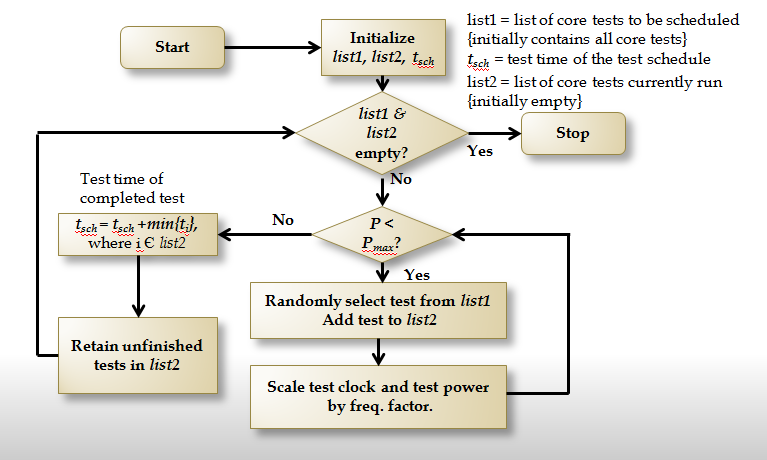 Start
Initialize
list1, list2, tsch
list1 = list of core tests to be scheduled
{initially contains all core tests}
tsch = test time of the test schedule
list2 = list of core tests currently run
{initially empty}
list1 &
list2
empty?
Yes
Stop
No
Test time of
completed test
tsch = tsch +min{ti},
where i Є list2
No
P <
Pmax?
Yes
Randomly select test from list1
Add test to list2
Retain unfinished
tests in list2
Scale test clock and test power
by freq. factor.